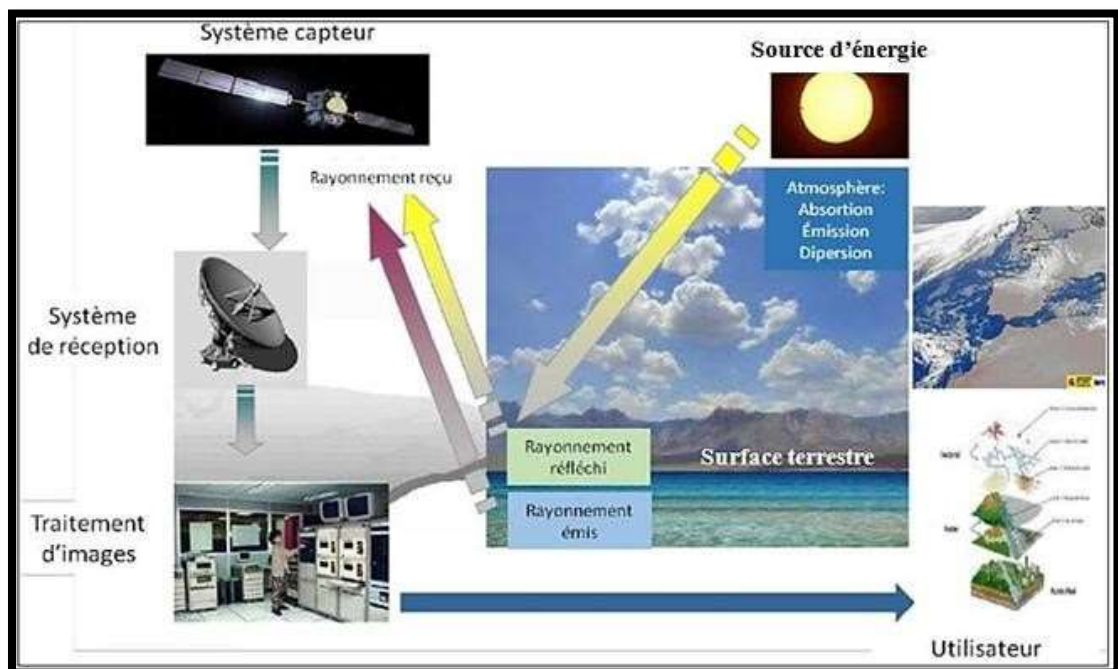 Système capteur
Source d'énergie
Rayonnement reçu
Atmosphère:
Absortion
Émission
Dipersion
Système
de réception
Rayonnement
réfléchi
Surface terrestre
Rayonnement
émis
Traitement
d'images
Utilisateur